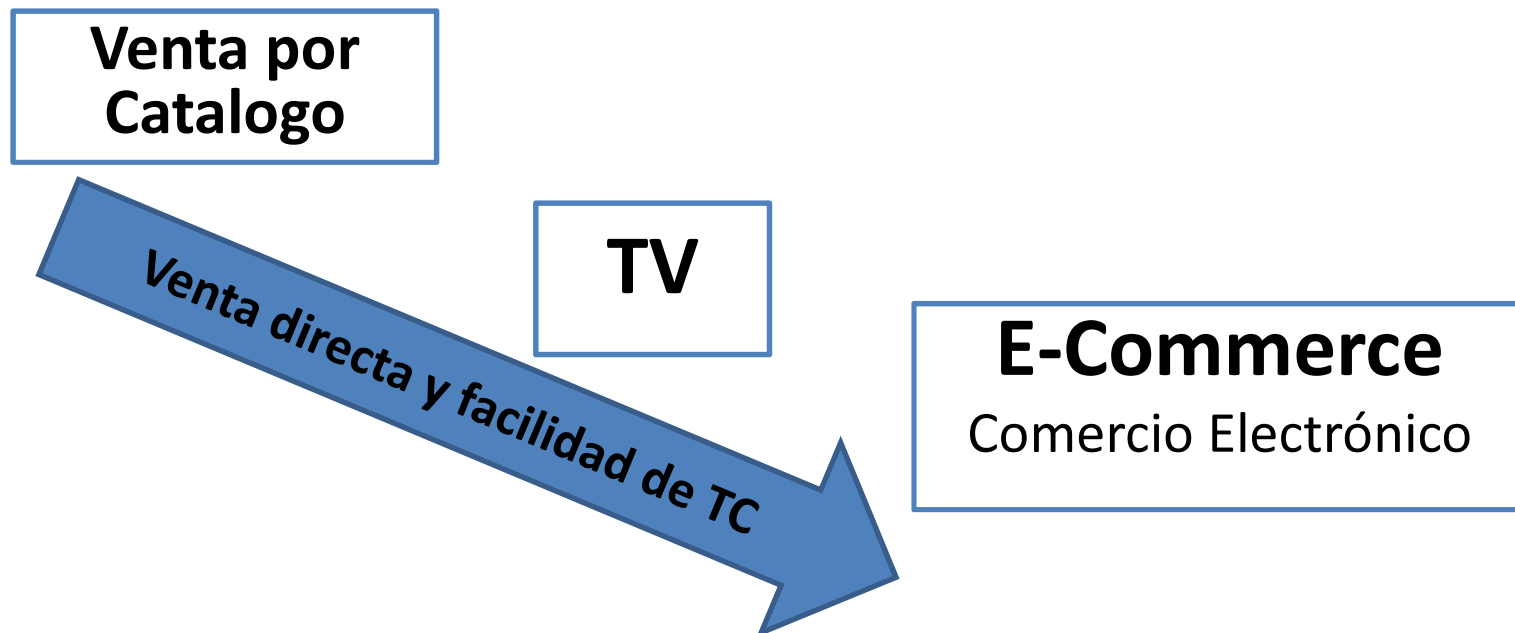 Venta por
Catalogo
TV
Venta directa y facilidad de TC
E-Commerce
Comercio Electrónico